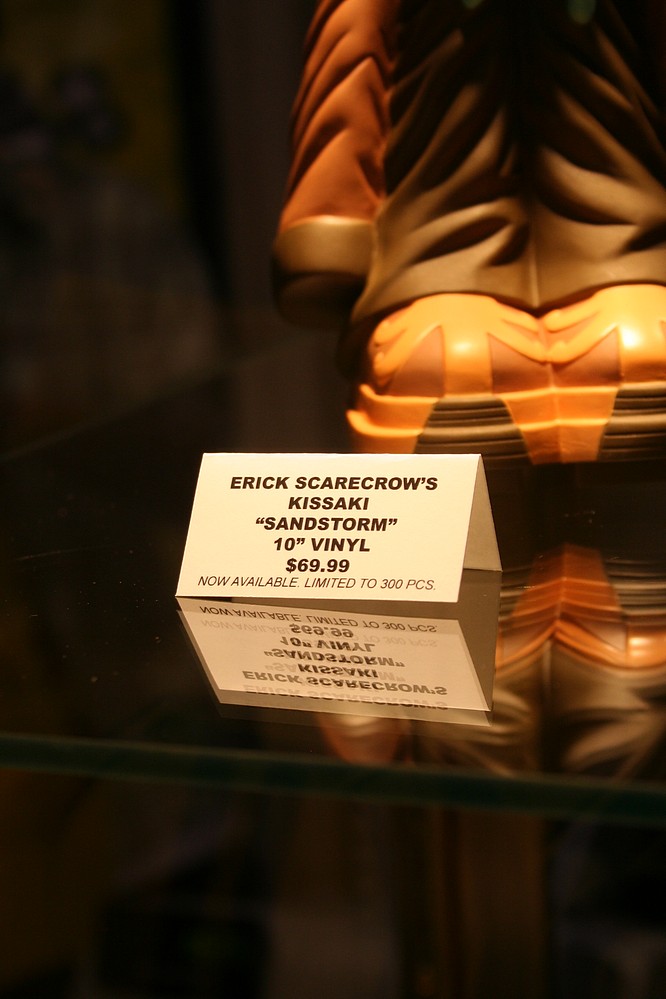 ERICK SCARECROW'S
KISSAKI
“SANDSTORM”
10” VINYL
$69.99
NOW AVAILABLE. LIMITED TO 300 PCS.